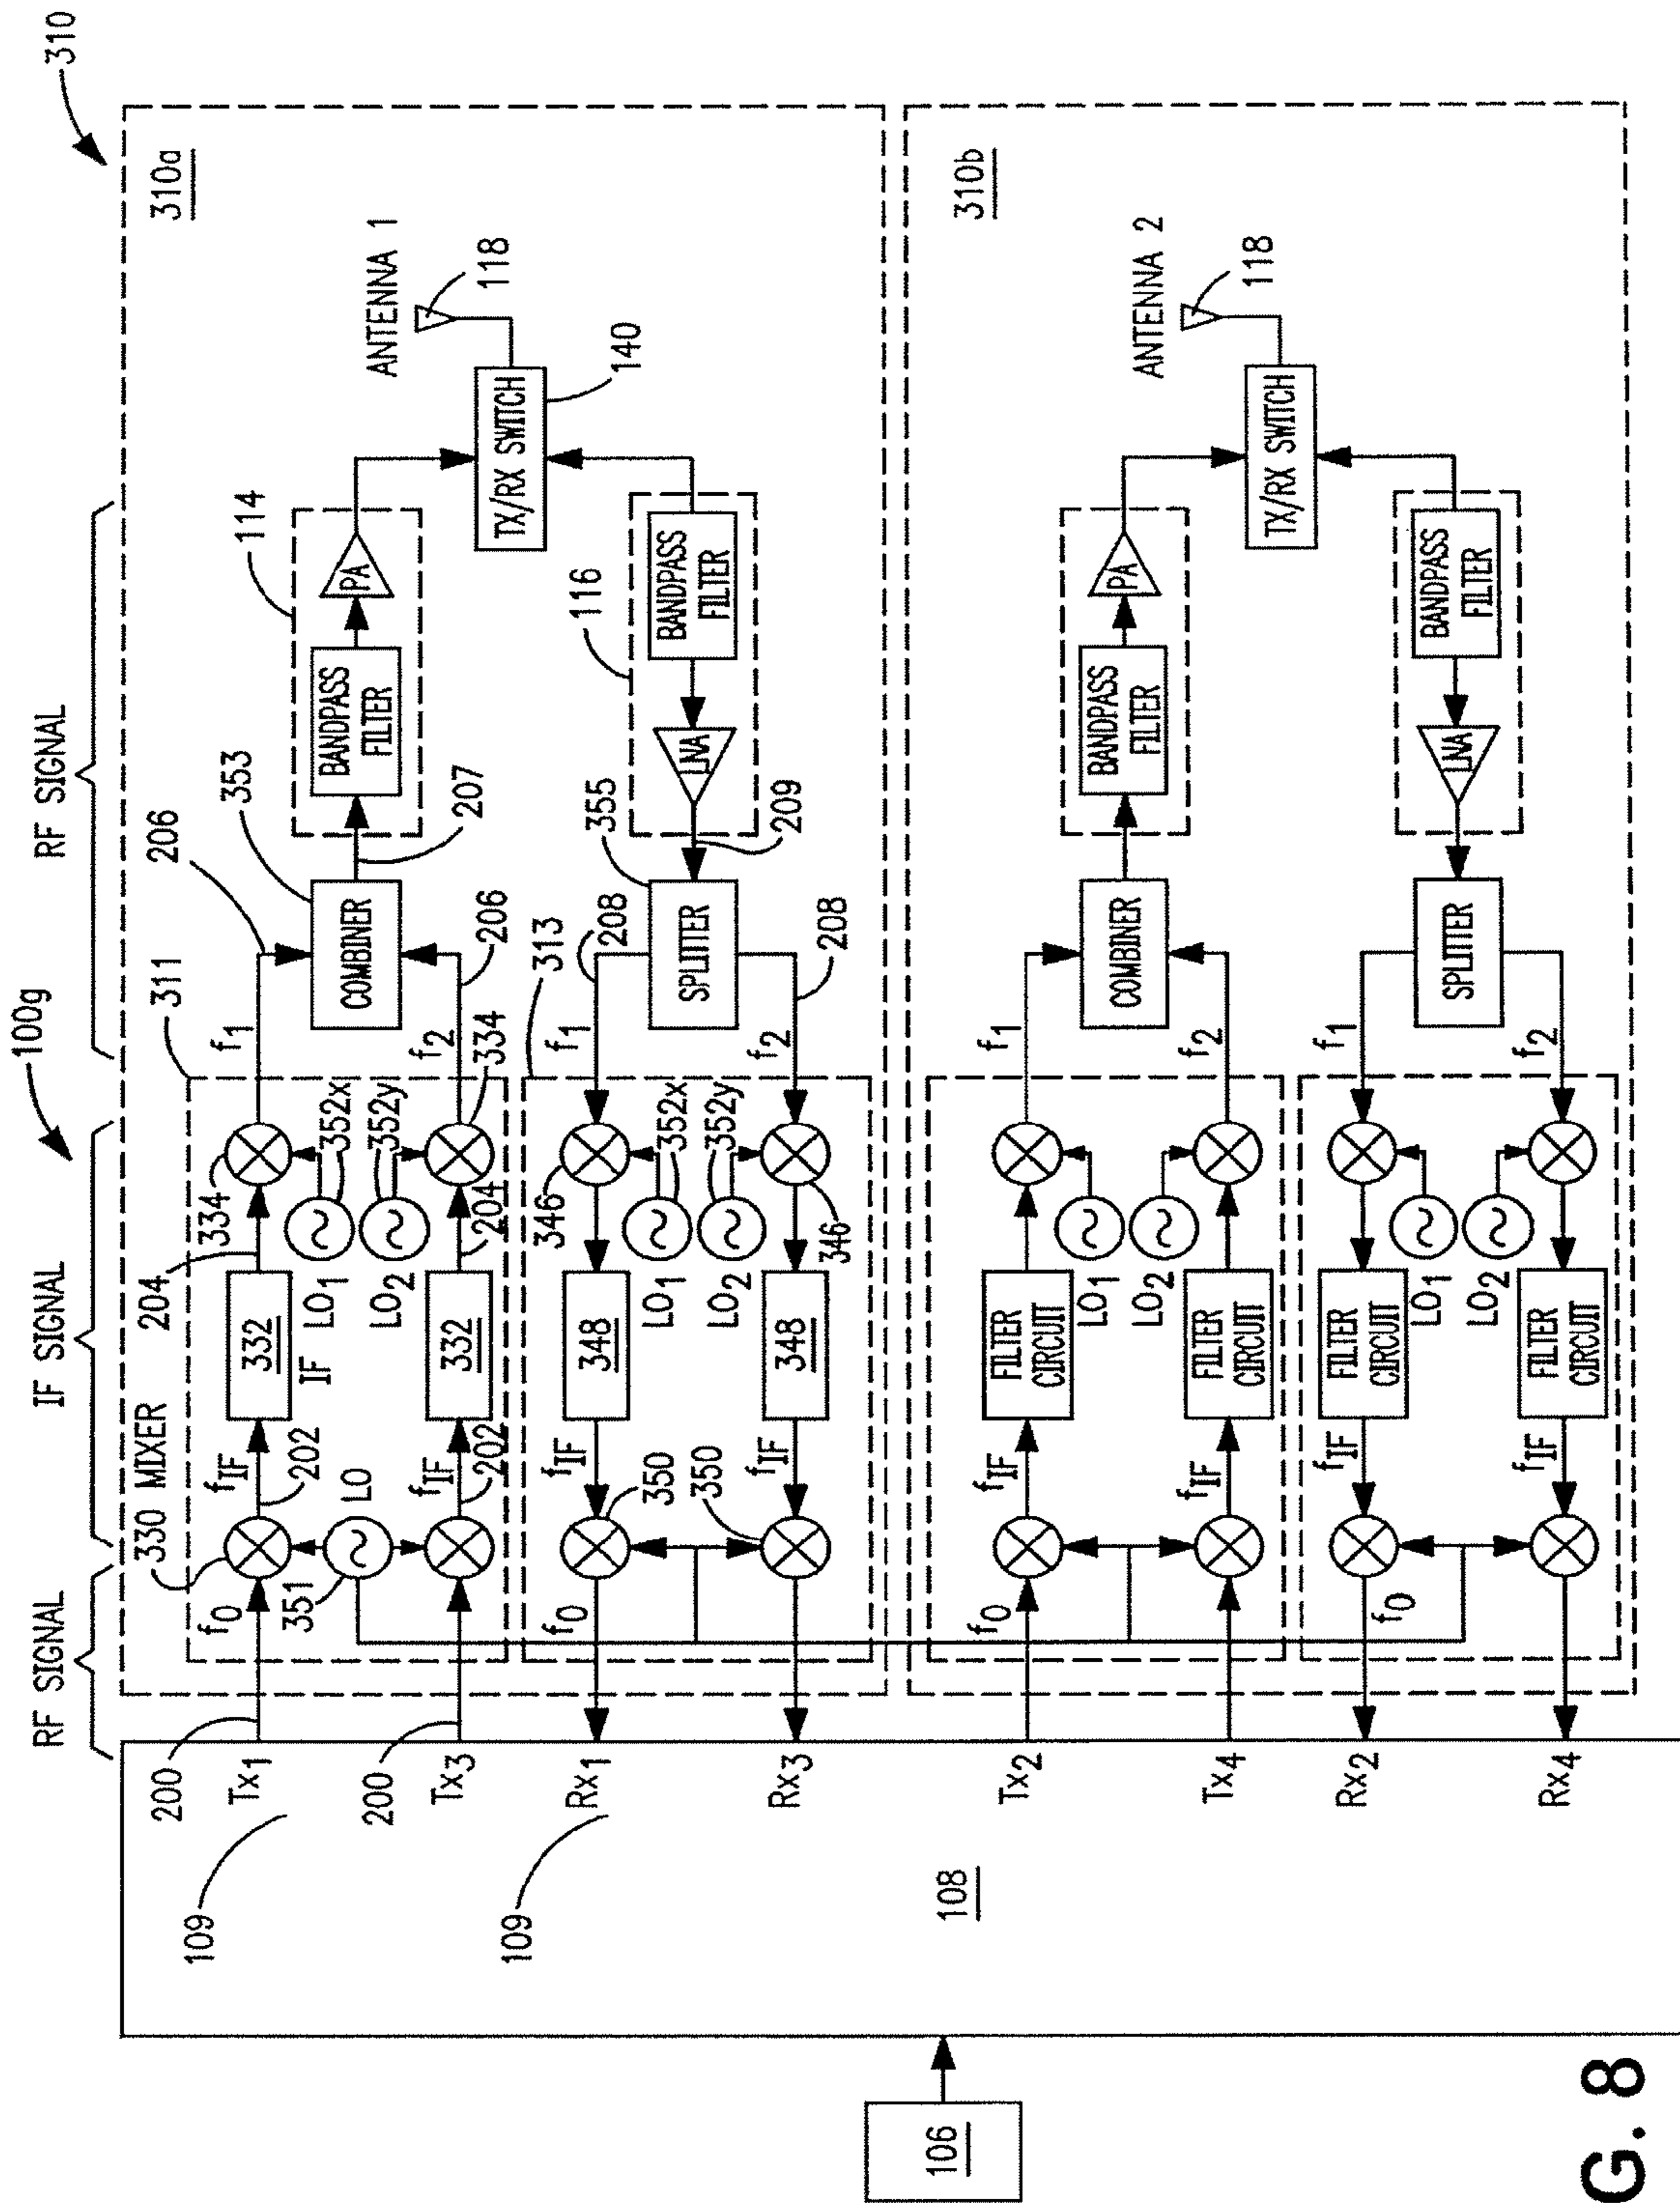 100g
310
RF SIGNAL
IF SIGNAL
RF SIGNAL
310a
200
Tx1
109
fO
330 MIXER
fIF
202
332
IF
204
334
f1
311
206
353
COMBINER
207
114
BANDPASS
FILTER
PA
LO
351
LO1
352x
LO2
352y
200
Tx3
fIF
202
332
204
334
f2
206
TX/RX SWITCH
140
ANTENNA 1
118
Rx1
109
fO
350
fIF
348
346
f1
313
208
355
SPLITTER
209
116
LNA
BANDPASS
FILTER
LO1
352x
LO2
352y
Rx3
350
fIF
348
346
f2
208
310b
Tx2
fO
fIF
FILTER
CIRCUIT
LO1
LO2
f1
COMBINER
BANDPASS
FILTER
PA
Tx4
fIF
FILTER
CIRCUIT
f2
TX/RX SWITCH
ANTENNA 2
118
Rx2
fO
fIF
FILTER
CIRCUIT
LO1
LO2
f1
SPLITTER
LNA
BANDPASS
FILTER
Rx4
fIF
FILTER
CIRCUIT
f2
108
106
G. 8